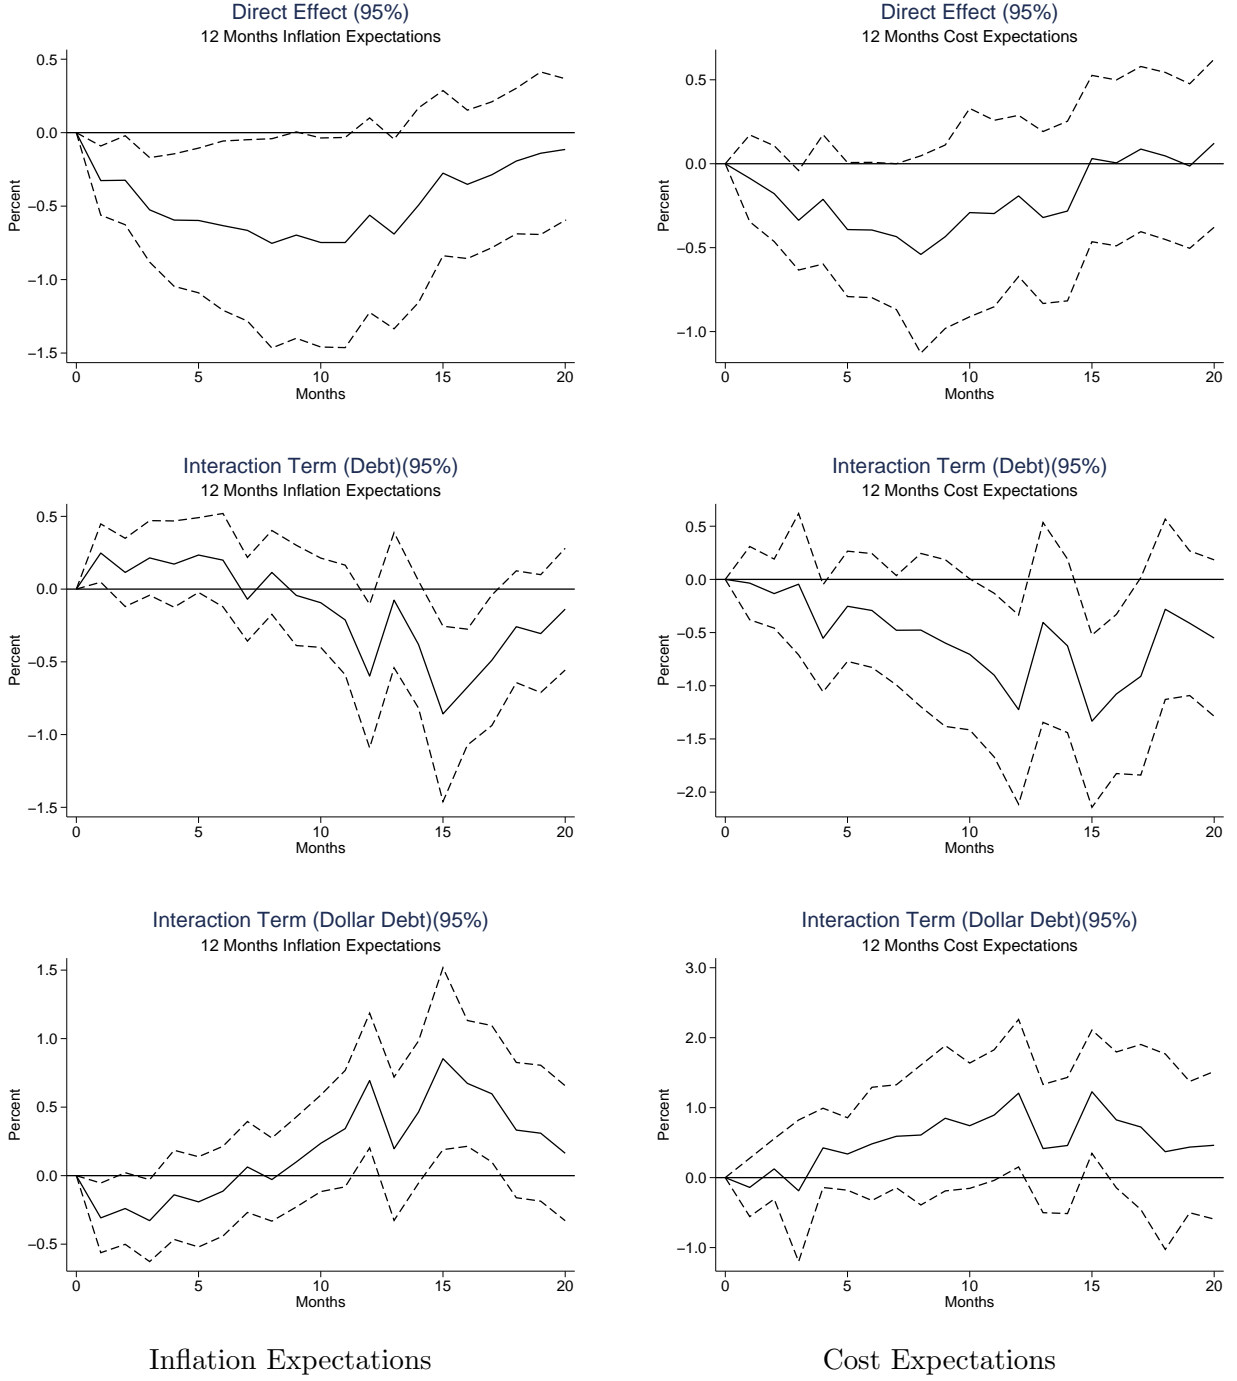 Direct Effect (95%)
12 Months Inflation Expectations
0.5
0.0
−0.5
−1.0
−1.5
Percent
0 5 10 15 20
Months
Direct Effect (95%)
12 Months Cost Expectations
0.5
0.0
−0.5
−1.0
Percent
0 5 10 15 20
Months
Interaction Term (Debt)(95%)
12 Months Inflation Expectations
0.5
0.0
−0.5
−1.0
−1.5
Percent
0 5 10 15 20
Months
Interaction Term (Debt)(95%)
12 Months Cost Expectations
0.5
0.0
−0.5
−1.0
−1.5
−2.0
Percent
0 5 10 15 20
Months
Interaction Term (Dollar Debt)(95%)
12 Months Inflation Expectations
1.5
1.0
0.5
0.0
−0.5
Percent
0 5 10 15 20
Months
Interaction Term (Dollar Debt)(95%)
12 Months Cost Expectations
3.0
2.0
1.0
0.0
−1.0
Percent
0 5 10 15 20
Months
Inflation Expectations
Cost Expectations